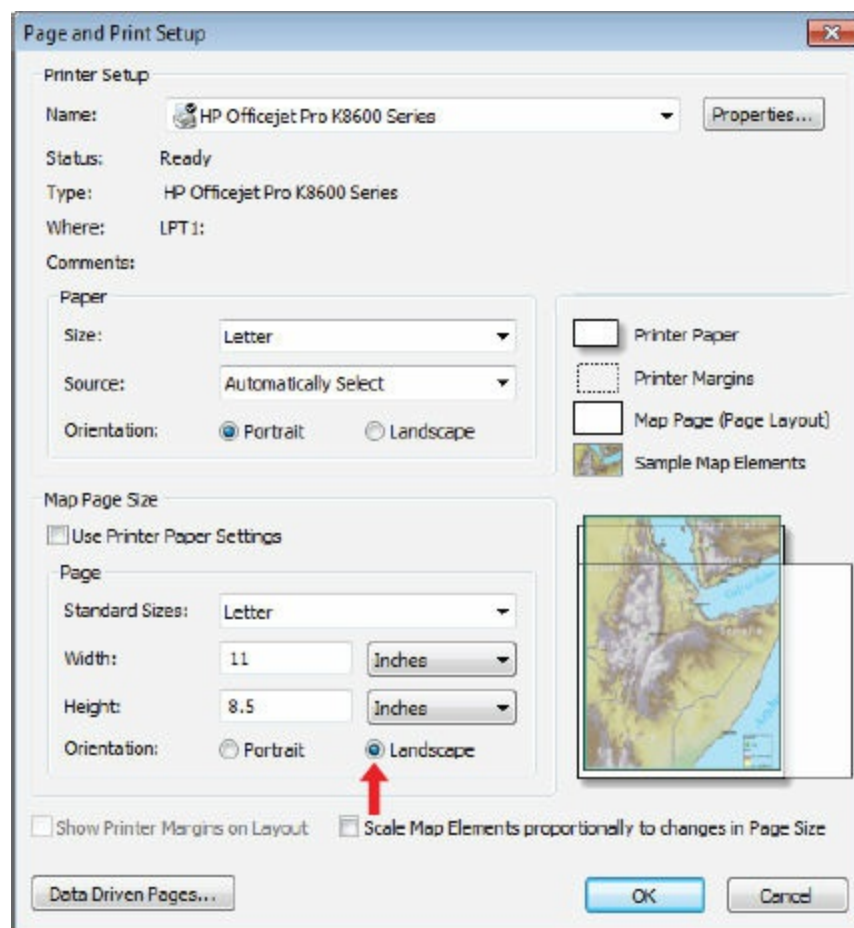 Page and Print Setup
Printer Setup
Name: HP Officejet Pro K8600 Series Properties...
Status: Ready
Type: HP Officejet Pro K8600 Series
Where: LPT1:
Comments:
Paper
Size: Letter
Source: Automatically Select
Orientation: Portrait Landscape
Printer Paper
Printer Margins
Map Page (Page Layout)
Sample Map Elements
Map Page Size
Use Printer Paper Settings
Page
Standard Sizes: Letter
Width: 11 Inches
Height: 8.5 Inches
Orientation: Portrait Landscape
Show Printer Margins on Layout Scale Map Elements proportionally to changes in Page Size
Data Driven Pages... OK Cancel